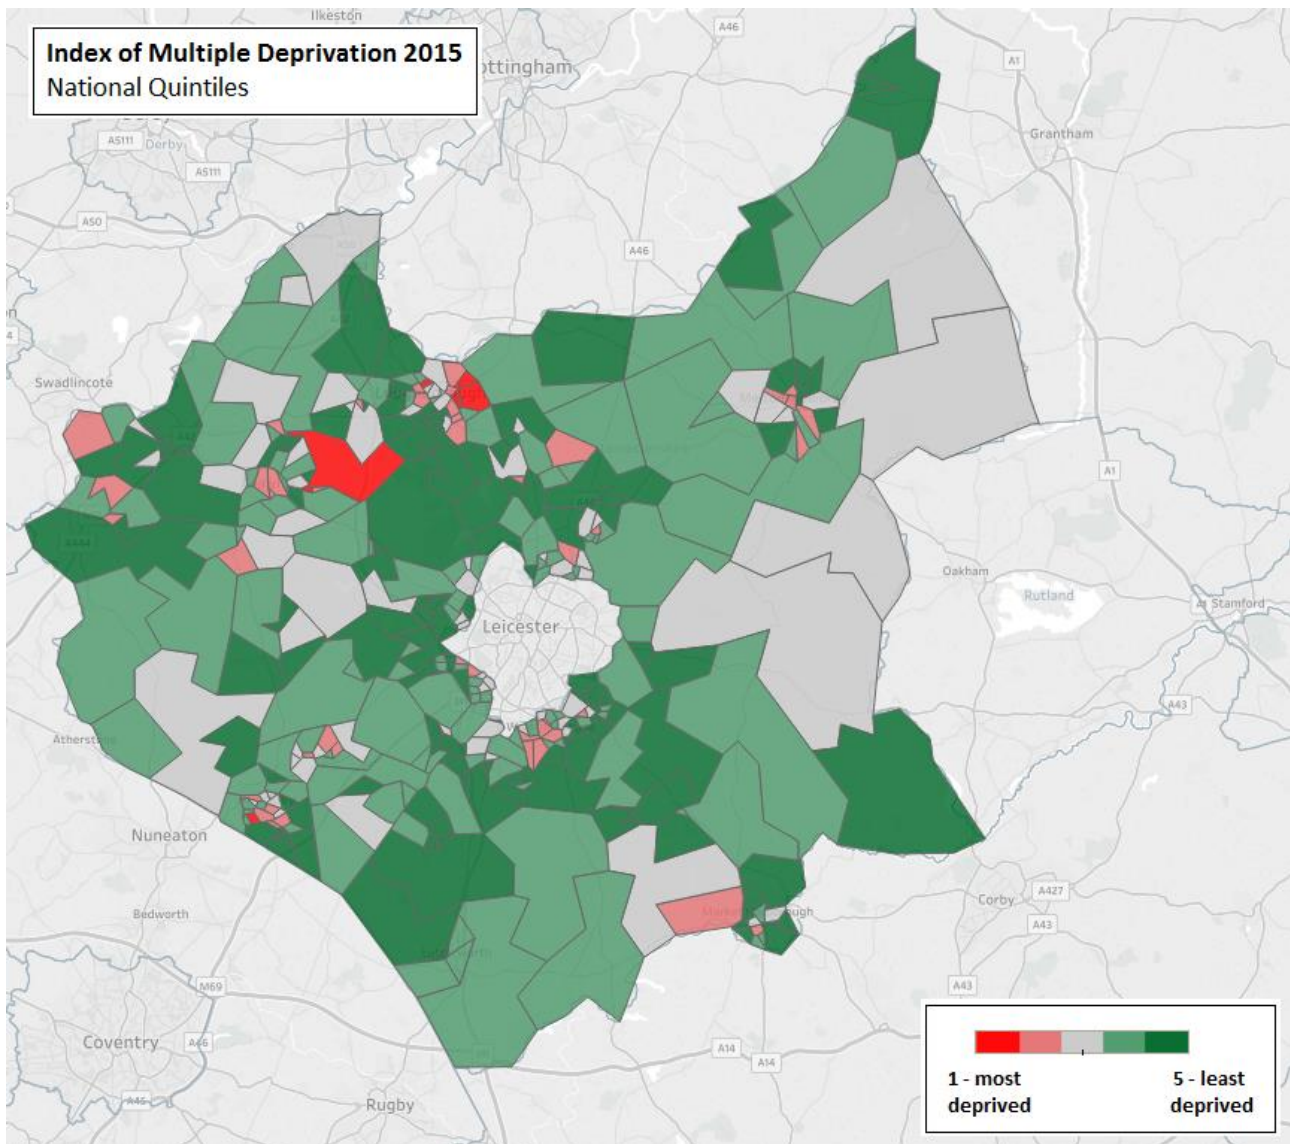 Ilkeston
A46
Index of Multiple Deprivation 2015
National Quintiles
ottingham
A1
Grantham
A5111
Derby
A5111
A50
A46
Swadlincote
A1
Oakham
Rutland
A1 Stamford
Leicester
A43
Atherstone
Nuneaton
Bedworth
Corby
A427
A43
A43
M69
Coventry
A46
A14
A14
A45
Rugby
1 - most
deprived
5 - least
deprived